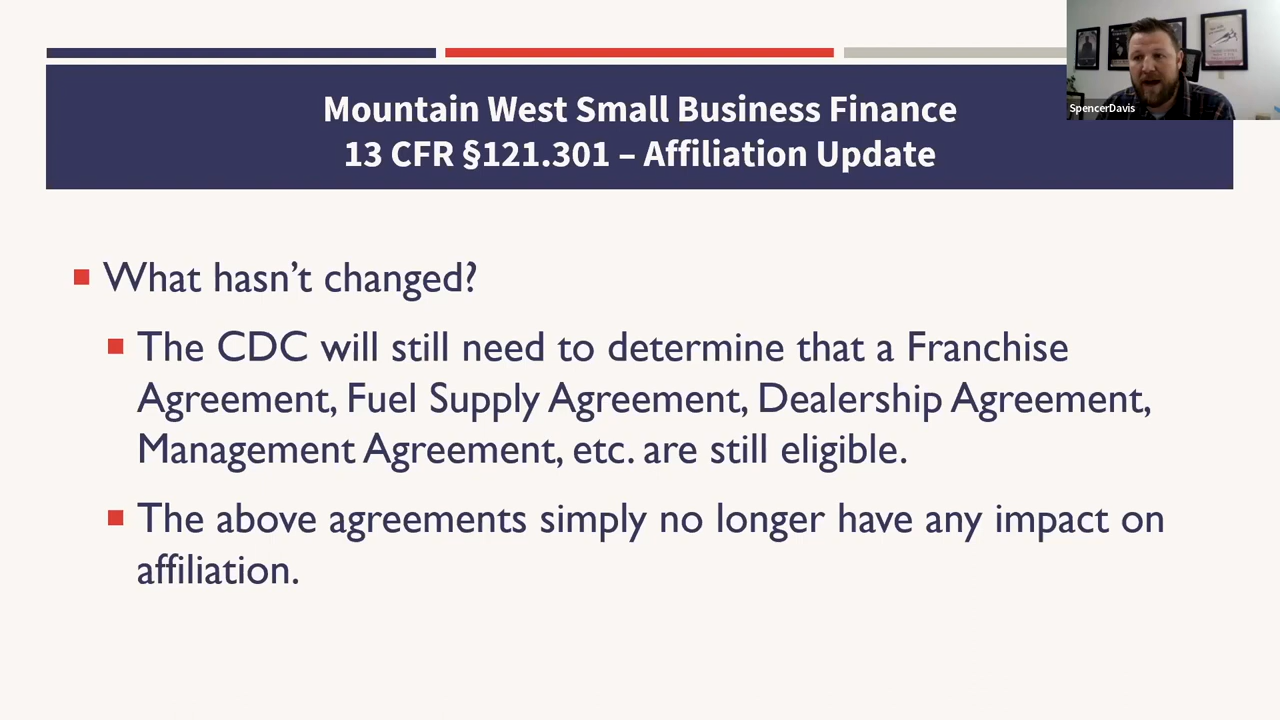 Mountain West Small Business Finance
13 CFR §121.301 – Affiliation Update
SpencerDavis
What hasn’t changed?
The CDC will still need to determine that a Franchise
Agreement, Fuel Supply Agreement, Dealership Agreement,
Management Agreement, etc. are still eligible.
The above agreements simply no longer have any impact on
affiliation.